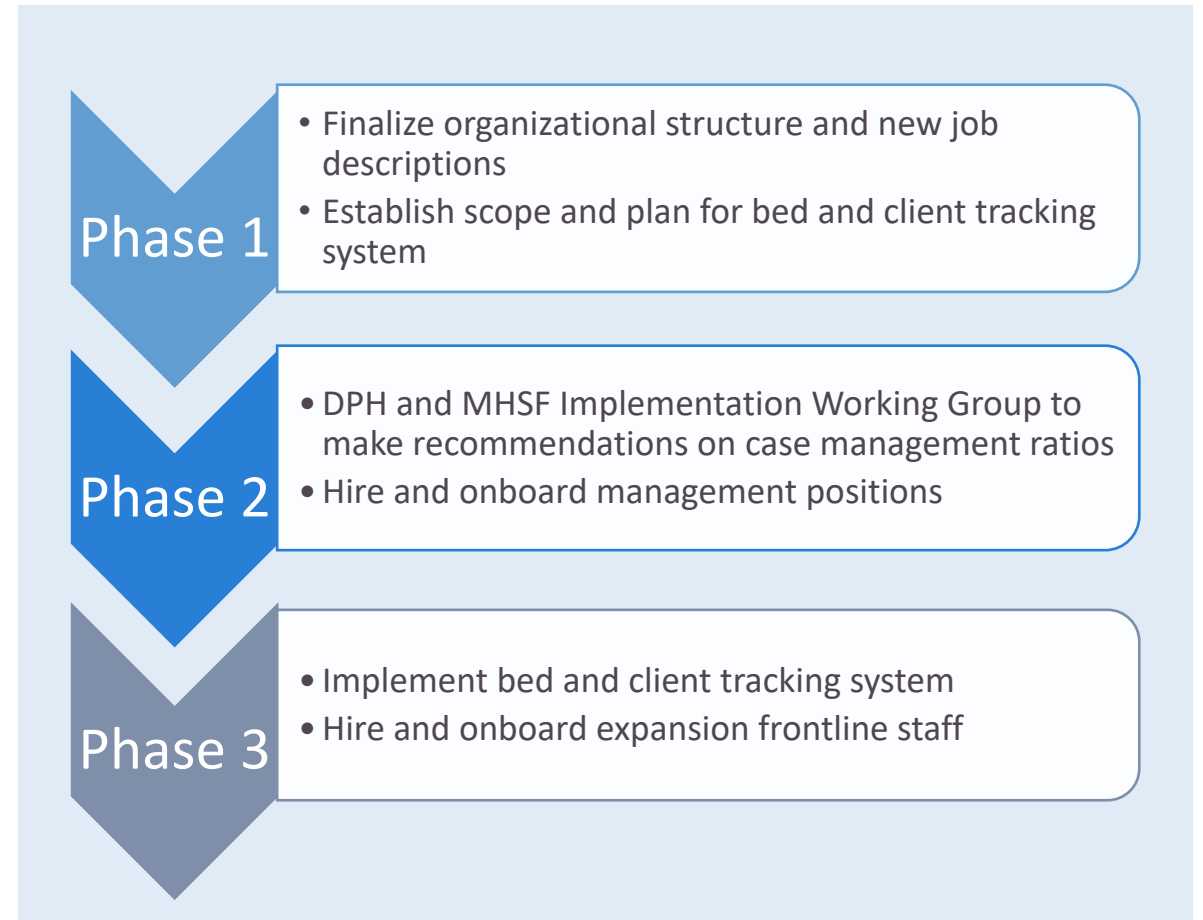 Phase 1
• Finalize organizational structure and new job
descriptions
• Establish scope and plan for bed and client tracking
system
Phase 2
• DPH and MHSF Implementation Working Group to
make recommendations on case management ratios
• Hire and onboard management positions
Phase 3
• Implement bed and client tracking system
• Hire and onboard expansion frontline staff